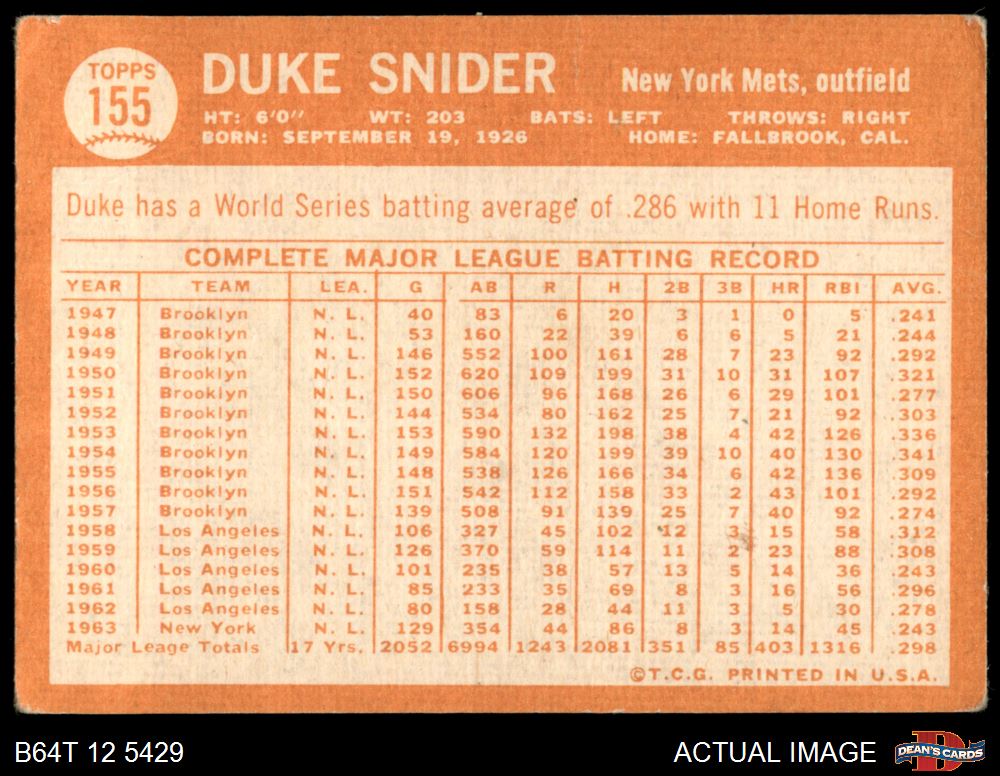 TOPPS
155
DUKE SNIDER
New York Mets, outfield
HT: 6'0" WT: 203 BATS: LEFT THROWS: RIGHT
BORN: SEPTEMBER 19, 1926 HOME: FALLBROOK, CAL.
Duke has a World Series batting average of .286 with 11 Home Runs.
COMPLETE MAJOR LEAGUE BATTING RECORD
YEAR TEAM LEA. G AB R H 2B 3B HR RBI AVG.
1947 Brooklyn N. L. 40 83 6 20 3 1 0 5 .241
1948 Brooklyn N. L. 53 160 22 39 6 6 5 21 .244
1949 Brooklyn N. L. 146 552 100 161 28 7 23 92 .292
1950 Brooklyn N. L. 152 620 109 199 31 10 31 107 .321
1951 Brooklyn N. L. 150 606 96 168 26 6 29 101 .277
1952 Brooklyn N. L. 144 534 80 162 25 7 21 92 .303
1953 Brooklyn N. L. 153 590 132 198 38 4 42 126 .336
1954 Brooklyn N. L. 149 584 120 199 39 10 40 130 .341
1955 Brooklyn N. L. 148 538 126 166 34 6 42 136 .309
1956 Brooklyn N. L. 151 542 112 158 33 2 43 101 .292
1957 Brooklyn N. L. 139 508 91 139 25 7 40 92 .274
1958 Los Angeles N. L. 106 327 45 102 12 3 15 58 .312
1959 Los Angeles N. L. 126 370 59 114 11 2 23 88 .308
1960 Los Angeles N. L. 101 235 38 57 13 5 14 36 .243
1961 Los Angeles N. L. 85 233 35 69 8 3 16 56 .296
1962 Los Angeles N. L. 80 158 28 44 11 3 5 30 .278
1963 New York N. L. 129 354 44 86 8 3 14 45 .243
Major Leage Totals 17 Yrs. 2052 6994 1243 2081 351 85 403 1316 .298
©T.C.G. PRINTED IN U.S.A.
B64T 12 5429
ACTUAL IMAGE
DEAN'S CARDS